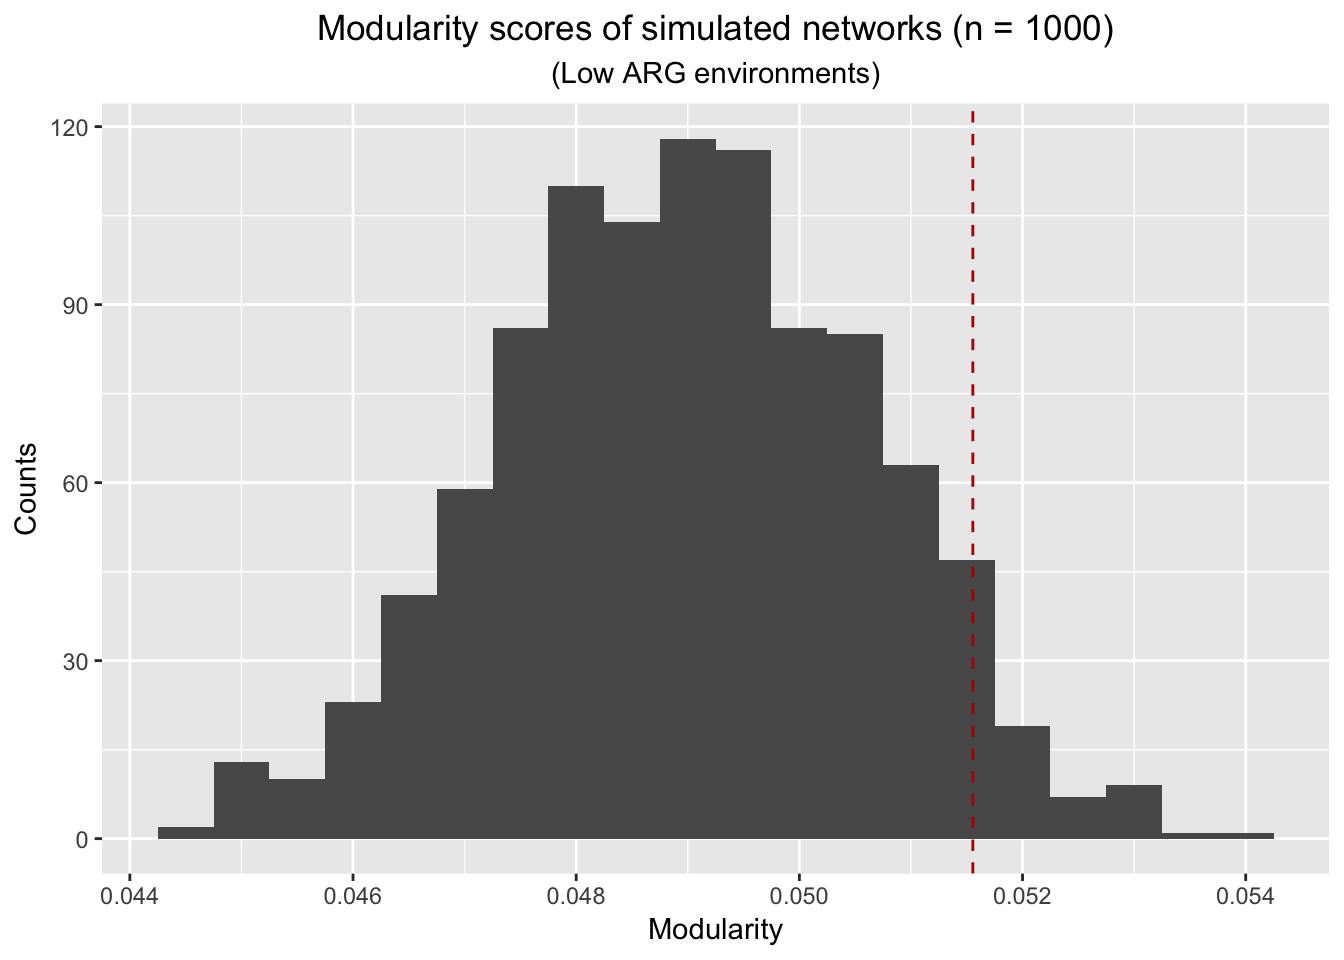 Modularity scores of simulated networks (n = 1000)
(Low ARG environments)
120
90
60
30
0
Counts
0.044 0.046 0.048 0.050 0.052 0.054
Modularity